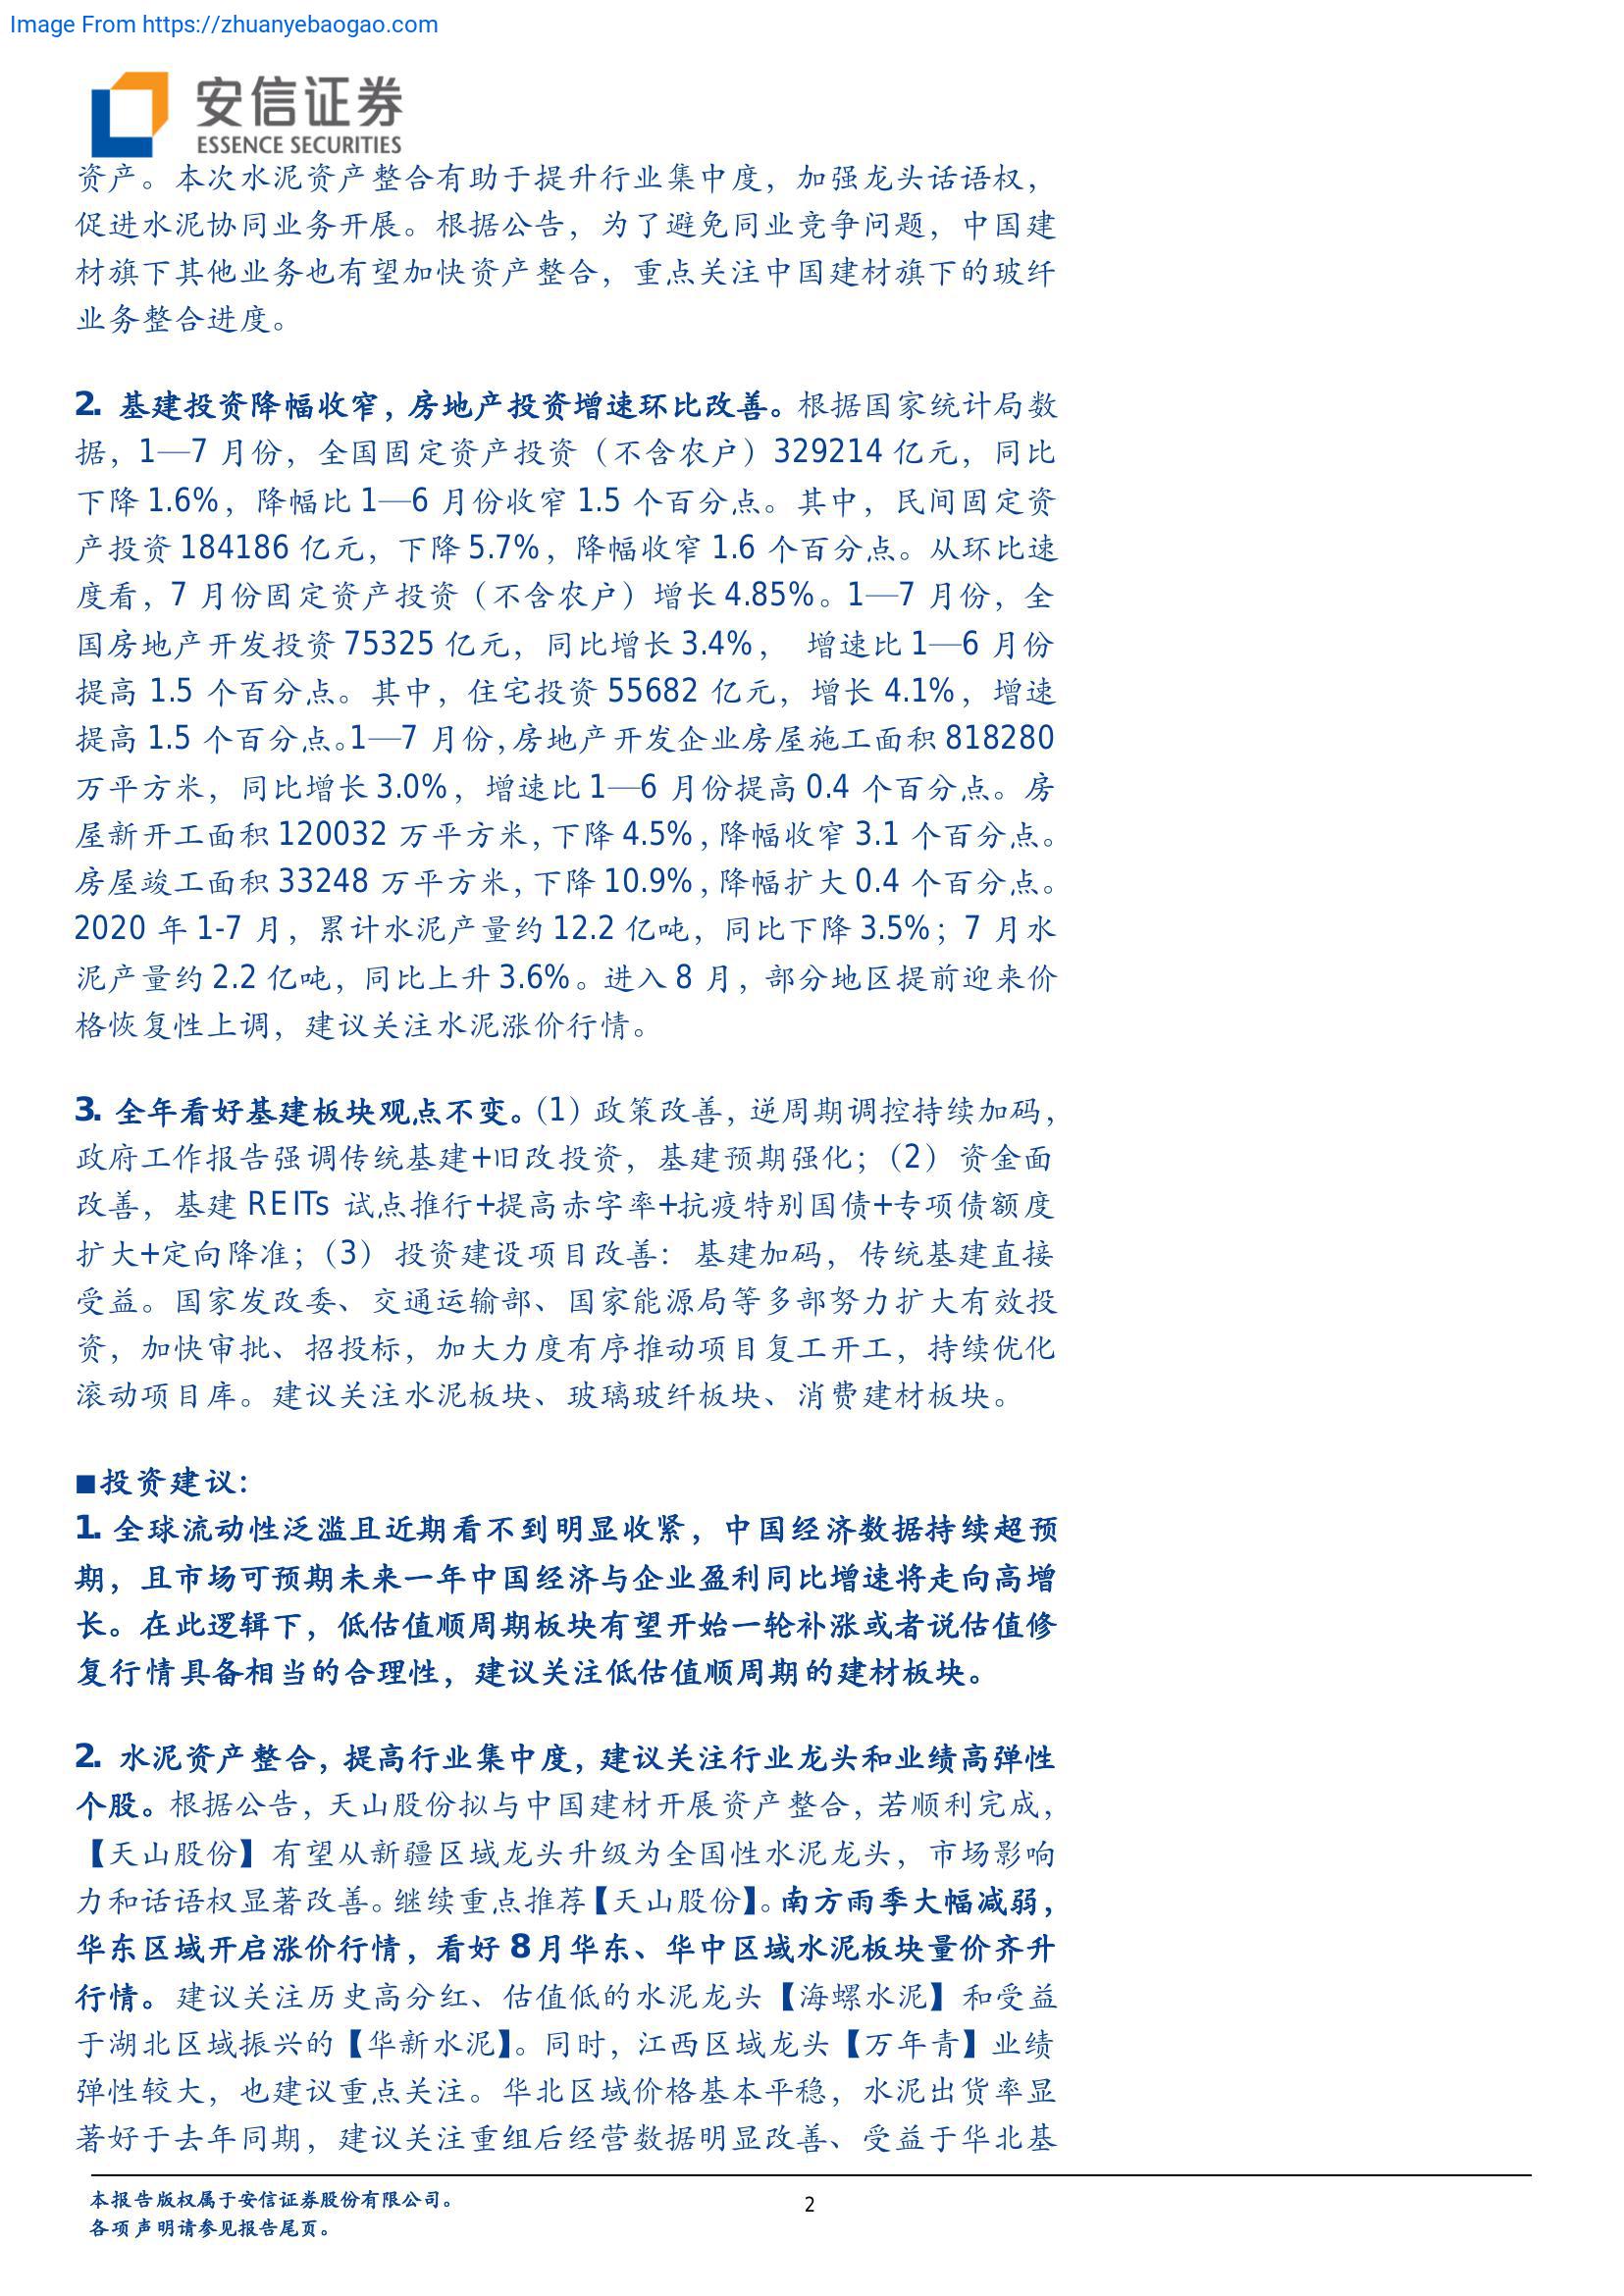 Image From https://zhuanyebaogao.com
安信证券
ESSENCE SECURITIES
资产。本次水泥资产整合有助于提升行业集中度，加强龙头话语权，
促进水泥协同业务开展。根据公告，为了避免同业竞争问题，中国建
材旗下其他业务也有望加快资产整合，重点关注中国建材旗下的玻纤
业务整合进度。
2. 基建投资降幅收窄，房地产投资增速环比改善。根据国家统计局数
据，1—7 月份，全国固定资产投资（不含农户）329214 亿元，同比
下降 1.6%，降幅比 1—6 月份收窄 1.5 个百分点。其中，民间固定资
产投资 184186 亿元，下降 5.7%，降幅收窄 1.6 个百分点。从环比速
度看，7 月份固定资产投资（不含农户）增长 4.85%。1—7 月份，全
国房地产开发投资 75325 亿元，同比增长 3.4%， 增速比 1—6 月份
提高 1.5 个百分点。其中，住宅投资 55682 亿元，增长 4.1%，增速
提高 1.5 个百分点。1—7 月份，房地产开发企业房屋施工面积 818280
万平方米，同比增长 3.0%，增速比 1—6 月份提高 0.4 个百分点。房
屋新开工面积 120032 万平方米，下降 4.5%，降幅收窄 3.1 个百分点。
房屋竣工面积 33248 万平方米，下降 10.9%，降幅扩大 0.4 个百分点。
2020 年 1-7 月，累计水泥产量约 12.2 亿吨，同比下降 3.5%；7 月水
泥产量约 2.2 亿吨，同比上升 3.6%。进入 8 月，部分地区提前迎来价
格恢复性上调，建议关注水泥涨价行情。
3. 全年看好基建板块观点不变。（1）政策改善，逆周期调控持续加码，
政府工作报告强调传统基建+旧改投资，基建预期强化；（2）资金面
改善，基建 REITs 试点推行+提高赤字率+抗疫特别国债+专项债额度
扩大+定向降准；（3）投资建设项目改善：基建加码，传统基建直接
受益。国家发改委、交通运输部、国家能源局等多部努力扩大有效投
资，加快审批、招投标，加大力度有序推动项目复工开工，持续优化
滚动项目库。建议关注水泥板块、玻璃玻纤板块、消费建材板块。
■投资建议：
1. 全球流动性泛滥且近期看不到明显收紧，中国经济数据持续超预
期，且市场可预期未来一年中国经济与企业盈利同比增速将走向高增
长。在此逻辑下，低估值顺周期板块有望开始一轮补涨或者说估值修
复行情具备相当的合理性，建议关注低估值顺周期的建材板块。
2. 水泥资产整合，提高行业集中度，建议关注行业龙头和业绩高弹性
个股。根据公告，天山股份拟与中国建材开展资产整合，若顺利完成，
【天山股份】有望从新疆区域龙头升级为全国性水泥龙头，市场影响
力和话语权显著改善。继续重点推荐【天山股份】。南方雨季大幅减弱，
华东区域开启涨价行情，看好 8 月华东、华中区域水泥板块量价齐升
行情。建议关注历史高分红、估值低的水泥龙头【海螺水泥】和受益
于湖北区域振兴的【华新水泥】。同时，江西区域龙头【万年青】业绩
弹性较大，也建议重点关注。华北区域价格基本平稳，水泥出货率显
著好于去年同期，建议关注重组后经营数据明显改善、受益于华北基
本报告版权属于安信证券股份有限公司。
各项声明请参见报告尾页。
2